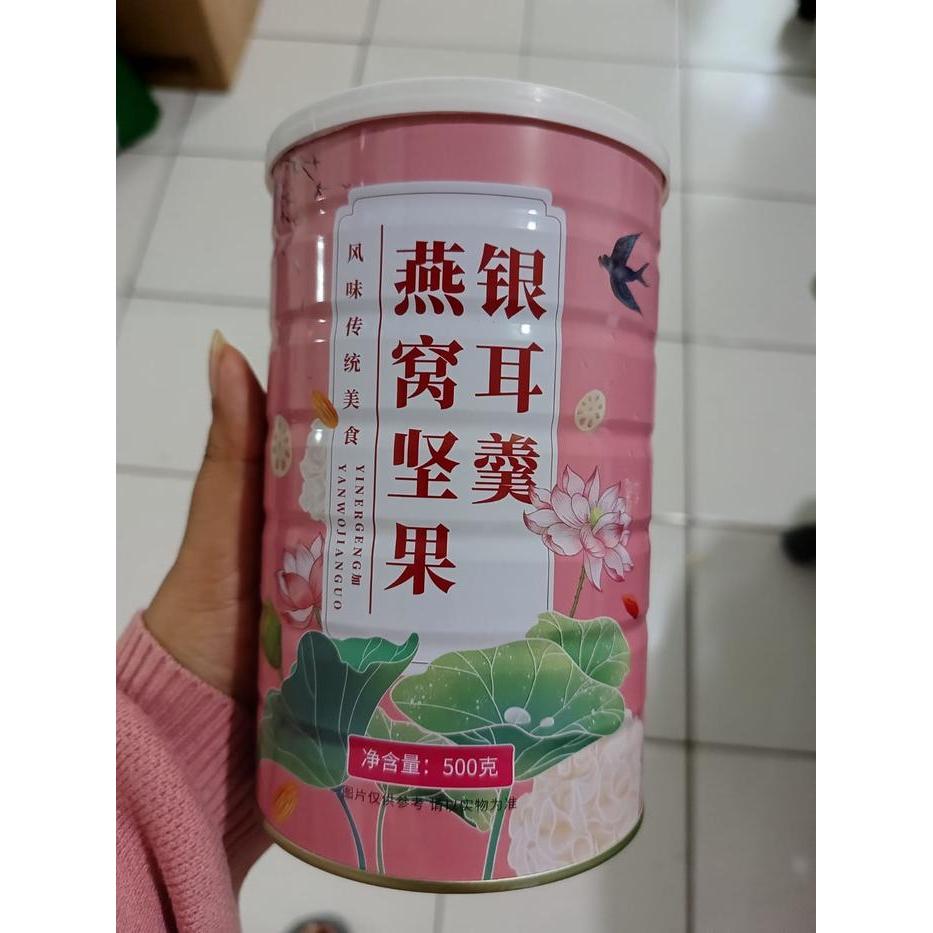 银耳羹
燕窝坚果
风味传统美食
YINERGENG加
YANWOJIANGUO
净含量：500克
图片仅供参考 请以实物为准